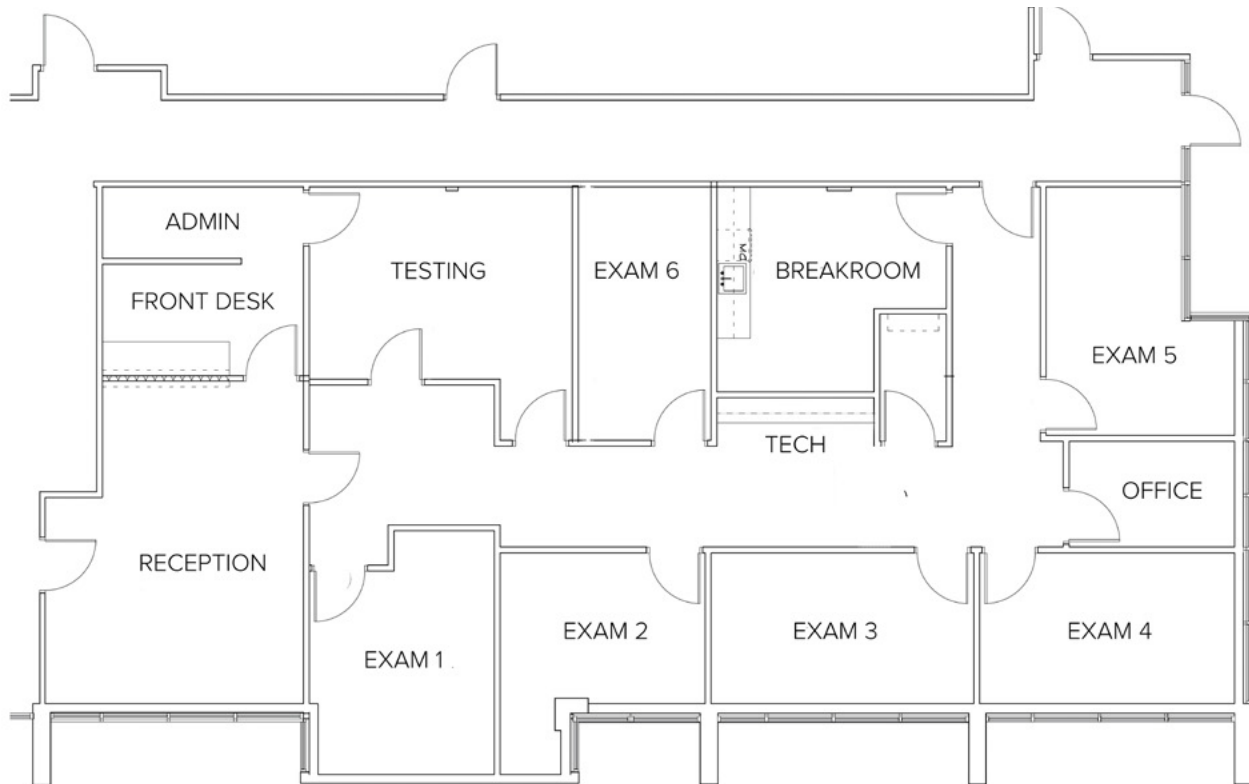 ADMIN
TESTING
EXAM 6
BREAKROOM
FRONT DESK
EXAM 5
TECH
OFFICE
RECEPTION
EXAM 2
EXAM 3
EXAM 4
EXAM 1